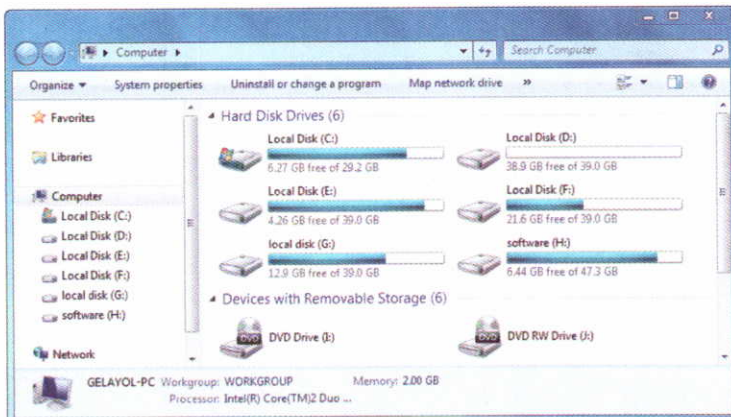 Computer
Search Computer
Organize System properties Uninstall or change a program Map network drive »
Favorites
Libraries
Computer
Local Disk (C:)
Local Disk (D:)
Local Disk (E:)
Local Disk (F:)
local disk (G:)
software (H:)
Network
Hard Disk Drives (6)
Local Disk (C:)
6.27 GB free of 29.2 GB
Local Disk (D:)
38.9 GB free of 39.0 GB
Local Disk (E:)
4.26 GB free of 39.0 GB
Local Disk (F:)
21.6 GB free of 39.0 GB
local disk (G:)
12.9 GB free of 39.0 GB
software (H:)
6.44 GB free of 47.3 GB
Devices with Removable Storage (6)
DVD
DVD Drive (I:)
DVD
DVD RW Drive (J:)
GELAYOL-PC Workgroup: WORKGROUP Memory: 2.00 GB
Processor: Intel(R) Core(TM)2 Duo ...